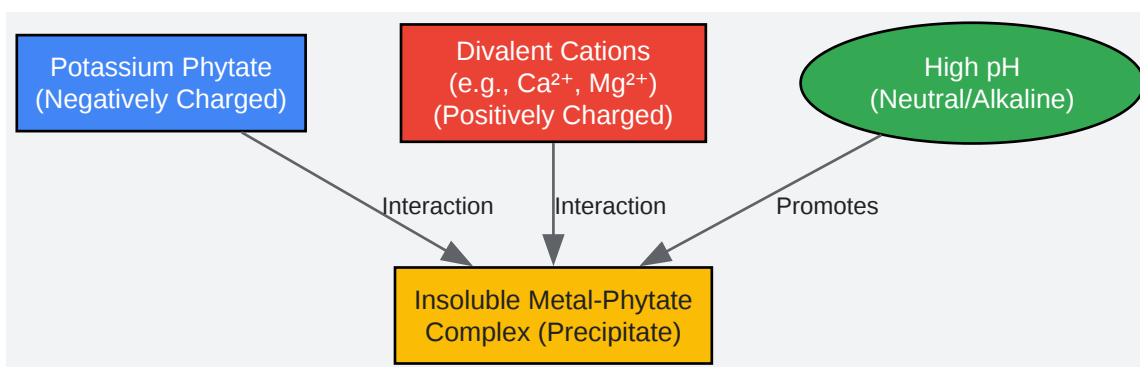 Potassium Phytate
(Negatively Charged)
Divalent Cations
(e.g., Ca²⁺, Mg²⁺)
(Positively Charged)
High pH
(Neutral/Alkaline)
Interaction
Interaction
Promotes
Insoluble Metal-Phytate
Complex (Precipitate)